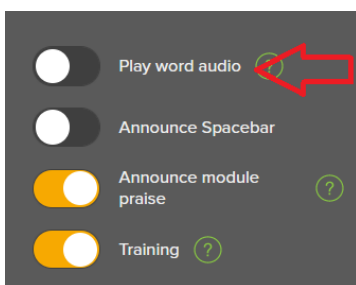 Play word audio ?
Announce Spacebar
Announce module
praise ?
Training ?